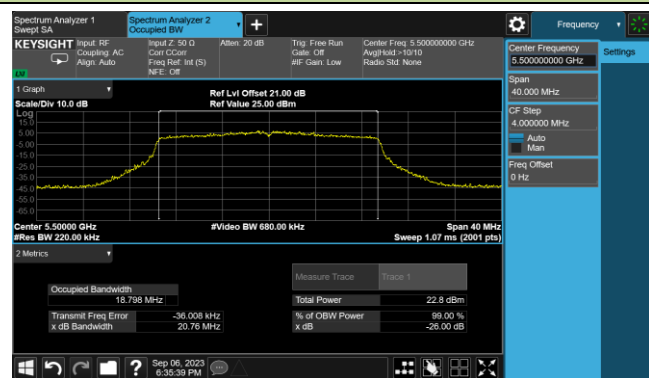 Spectrum Analyzer 1
Swept SA
Spectrum Analyzer 2
Occupied BW
+
Frequency
KEYSIGHT
Input: RF
Coupling: AC
Align: Auto
Input Z: 50 Ω
Corr CCorr
Freq Ref: Int (S)
NFE: Off
Atten: 20 dB
Trig: Free Run
Gate: Off
#IF Gain: Low
Center Freq: 5.500000000 GHz
Avg|Hold:>10/10
Radio Std: None
LXI
Center Frequency
5.500000000 GHz
Settings
Span
40.000 MHz
CF Step
4.000000 MHz
Auto
Man
Freq Offset
0 Hz
1 Graph
Scale/Div 10.0 dB
Ref Lvl Offset 21.00 dB
Ref Value 25.00 dBm
Log
15.0
5.00
-5.00
-15.0
-25.0
-35.0
-45.0
-55.0
-65.0
Center 5.50000 GHz
#Res BW 220.00 kHz
#Video BW 680.00 kHz
Span 40 MHz
Sweep 1.07 ms (2001 pts)
2 Metrics
Measure Trace
Trace 1
Occupied Bandwidth
18.798 MHz
Total Power
22.8 dBm
Transmit Freq Error
-36.008 kHz
% of OBW Power
99.00 %
x dB Bandwidth
20.76 MHz
x dB
-26.00 dB
?
Sep 06, 2023
6:35:39 PM